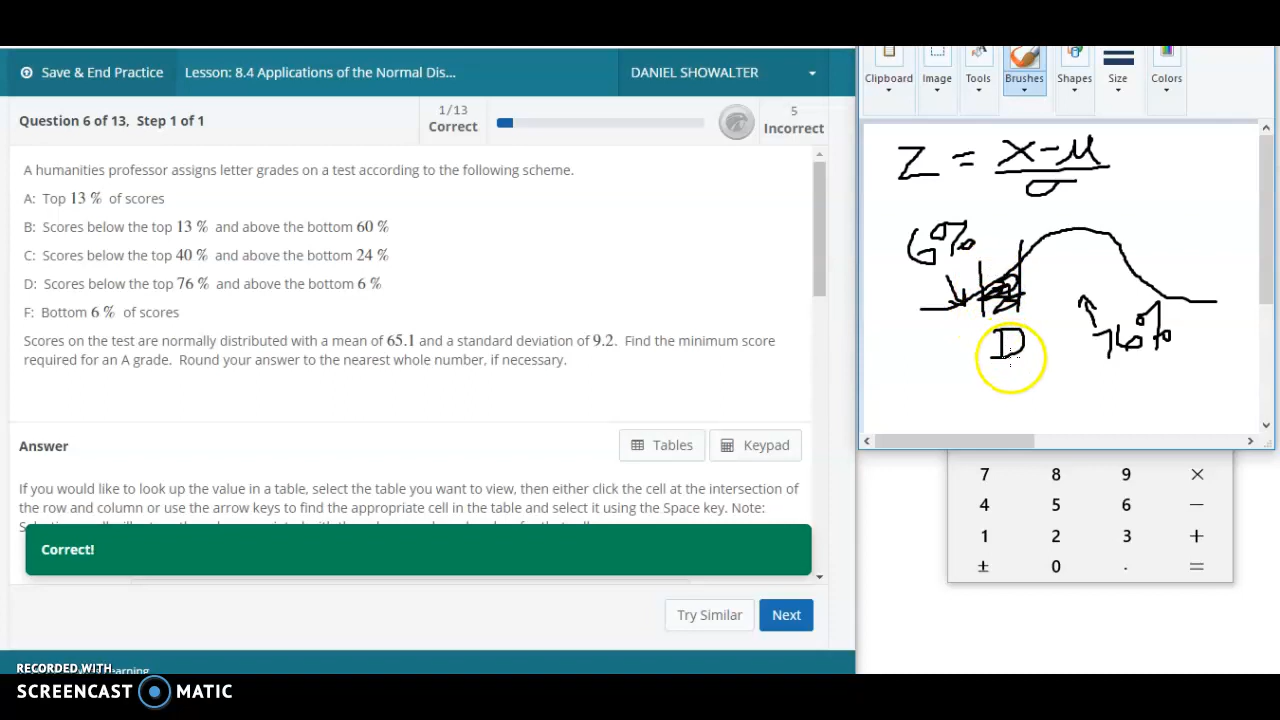 Save & End Practice
Lesson: 8.4 Applications of the Normal Dis...
DANIEL SHOWALTER
Question 6 of 13, Step 1 of 1
1/13
Correct
5
Incorrect
A humanities professor assigns letter grades on a test according to the following scheme.
A: Top 13 % of scores
B: Scores below the top 13 % and above the bottom 60 %
C: Scores below the top 40 % and above the bottom 24 %
D: Scores below the top 76 % and above the bottom 6 %
F: Bottom 6 % of scores
Scores on the test are normally distributed with a mean of 65.1 and a standard deviation of 9.2. Find the minimum score
required for an A grade. Round your answer to the nearest whole number, if necessary.
Answer
Tables
Keypad
If you would like to look up the value in a table, select the table you want to view, then either click the cell at the intersection of
the row and column or use the arrow keys to find the appropriate cell in the table and select it using the Space key. Note:
Correct!
Try Similar
Next
RECORDED WITH
SCREENCAST MATIC
Clipboard
Image
Tools
Brushes
Shapes
Size
Colors
Z = x-μ
σ
6%
D
76%
7 8 9 ×
4 5 6 −
1 2 3 +
± 0 . =